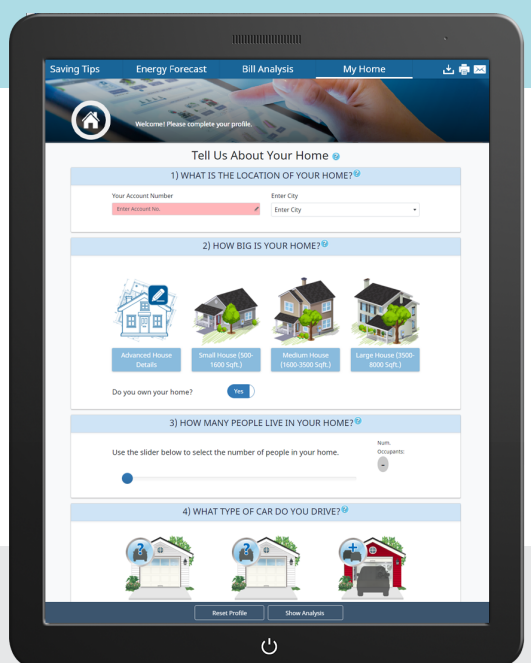 Saving Tips Energy Forecast Bill Analysis My Home
Welcome! Please complete your profile.
Tell Us About Your Home ?
1) WHAT IS THE LOCATION OF YOUR HOME? ?
Your Account Number Enter City
Enter Account No. Enter City
2) HOW BIG IS YOUR HOME? ?
Advanced House Details
Small House (500-1600 Sqft.)
Medium House (1600-3500 Sqft.)
Large House (3500-8000 Sqft.)
Do you own your home? Yes
3) HOW MANY PEOPLE LIVE IN YOUR HOME? ?
Num.
Use the slider below to select the number of people in your home. Occupants:
-
4) WHAT TYPE OF CAR DO YOU DRIVE? ?
? ? +
Reset Profile Show Analysis